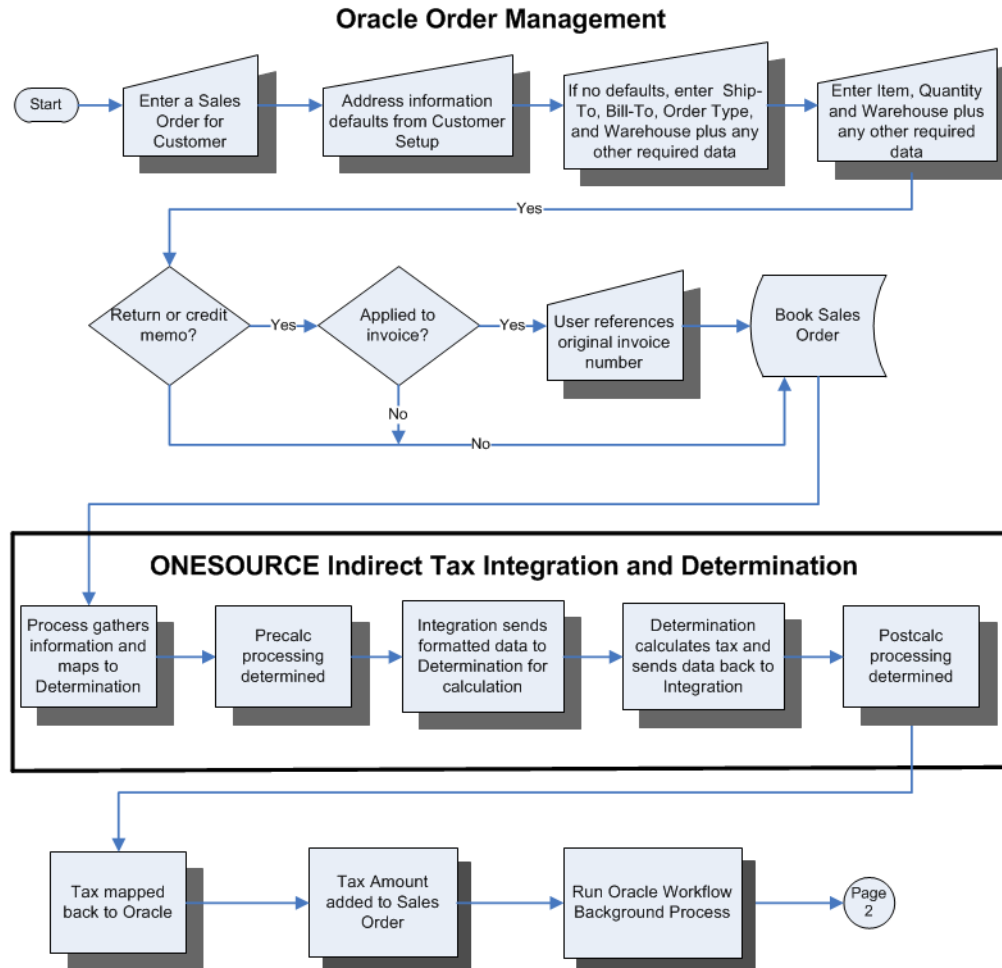 Oracle Order Management
Start
Enter a Sales
Order for
Customer
Address information
defaults from Customer
Setup
If no defaults, enter Ship-
To, Bill-To, Order Type,
and Warehouse plus any
other required data
Enter Item, Quantity
and Warehouse plus
any other required
data
Yes
Return or credit
memo?
Yes
Applied to
invoice?
Yes
User references
original invoice
number
Book Sales
Order
No
No
ONESOURCE Indirect Tax Integration and Determination
Process gathers
information and
maps to
Determination
Precalc
processing
determined
Integration sends
formatted data to
Determination for
calculation
Determination
calculates tax and
sends data back to
Integration
Postcalc
processing
determined
Tax mapped
back to Oracle
Tax Amount
added to Sales
Order
Run Oracle Workflow
Background Process
Page
2